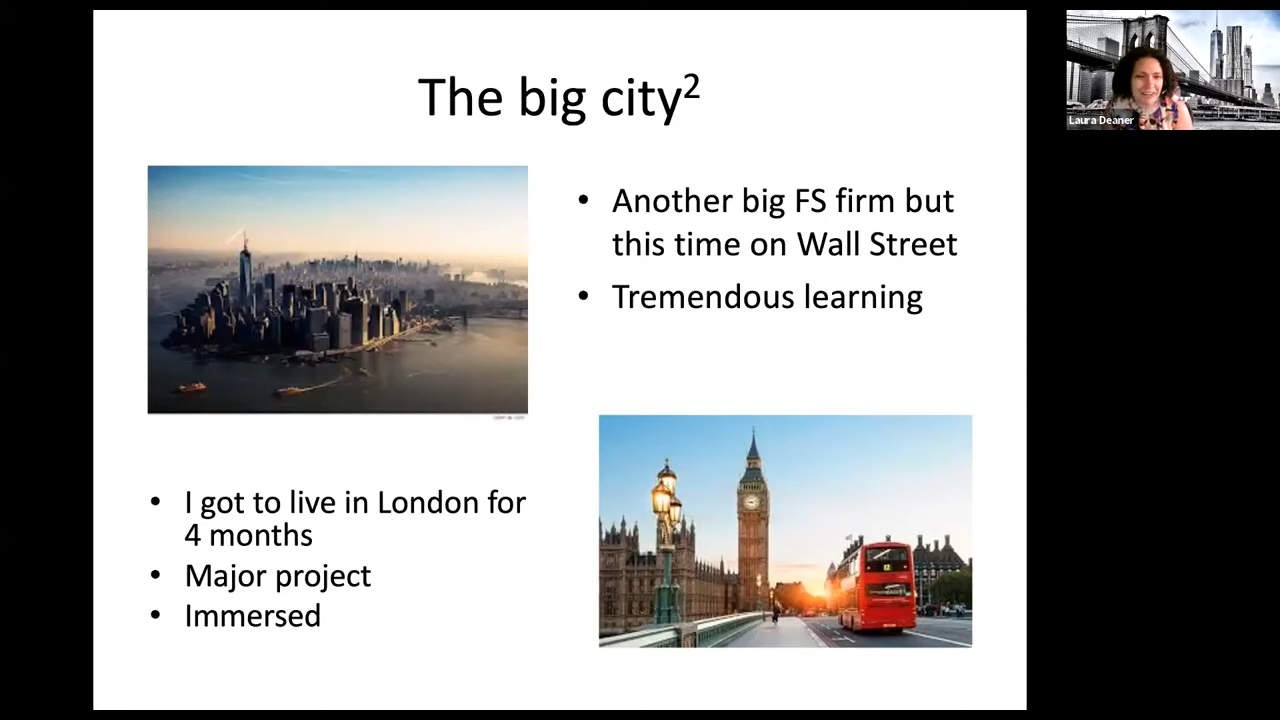 The big city²
Another big FS firm but
this time on Wall Street
Tremendous learning
I got to live in London for
4 months
Major project
Immersed
Laura Deaner